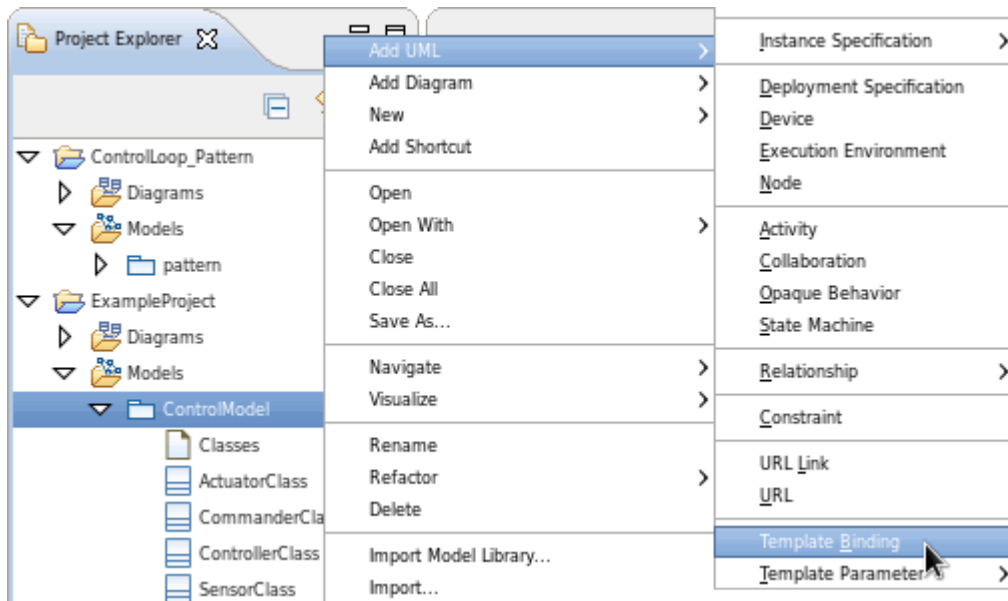 Project Explorer
ControlLoop_Pattern
Diagrams
Models
pattern
ExampleProject
Diagrams
Models
ControlModel
Classes
ActuatorClass
CommanderCla
ControllerClass
SensorClass
Add UML
Add Diagram
New
Add Shortcut
Open
Open With
Close
Close All
Save As...
Navigate
Visualize
Rename
Refactor
Delete
Import Model Library...
Import...
Instance Specification
Deployment Specification
Device
Execution Environment
Node
Activity
Collaboration
Opaque Behavior
State Machine
Relationship
Constraint
URL Link
URL
Template Binding
Template Parameter